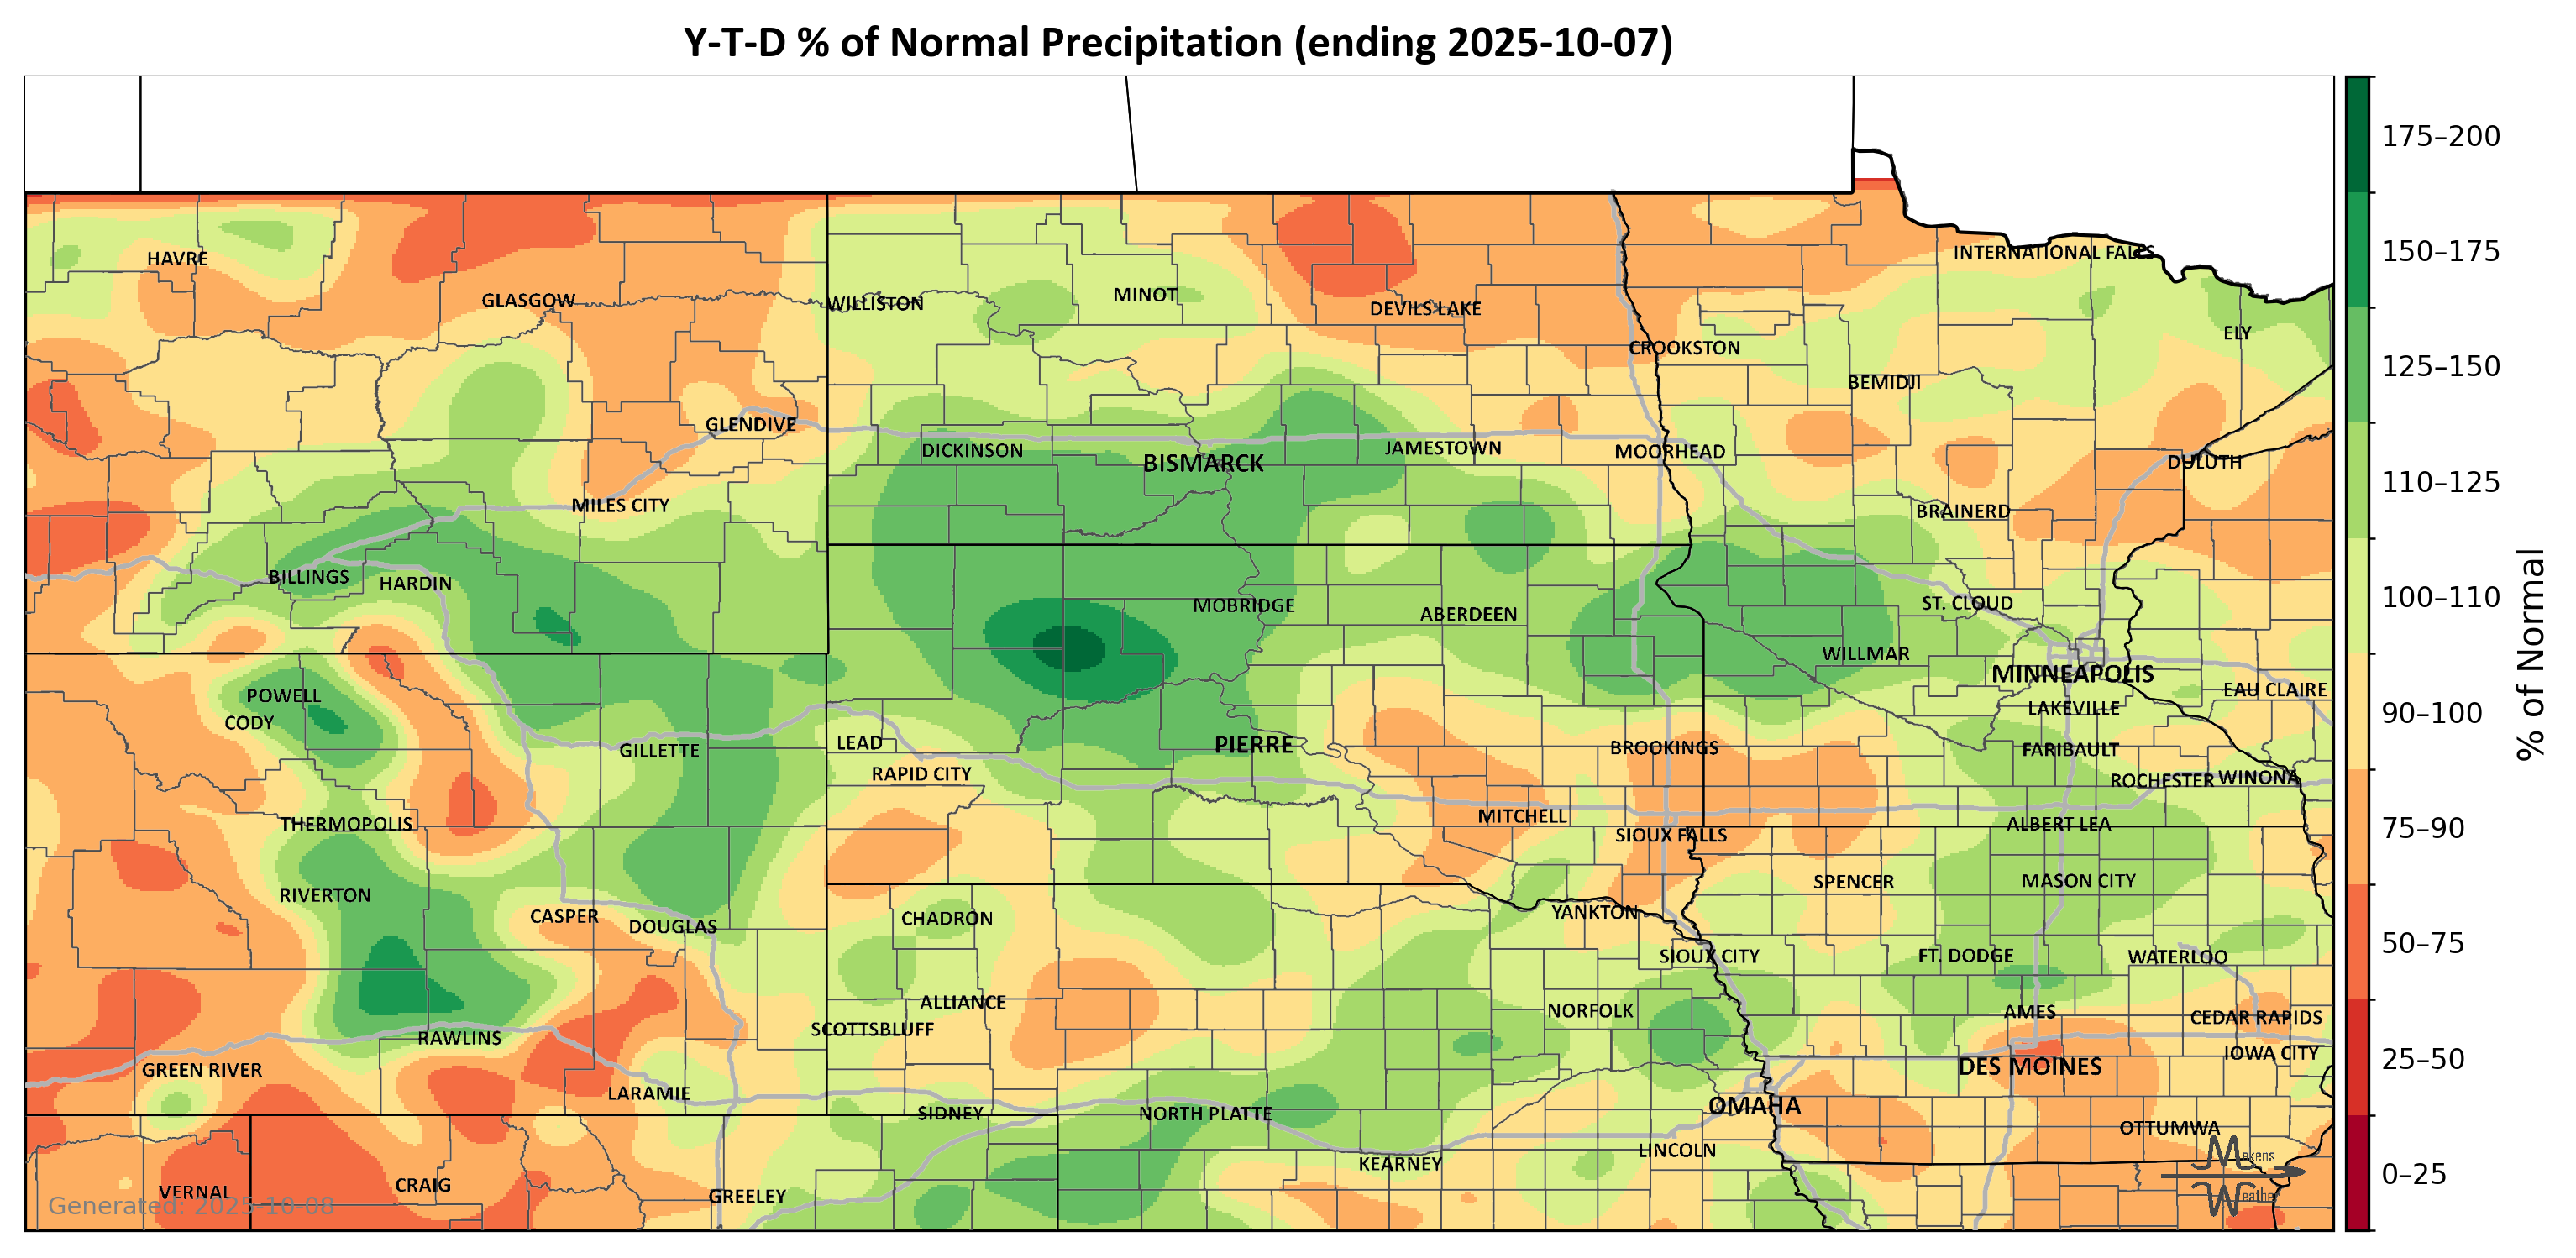 Y-T-D % of Normal Precipitation (ending 2025-10-07)
175–200
150–175
125–150
110–125
100–110
90–100
75–90
50–75
25–50
0–25
% of Normal
INTERNATIONAL FALLS
HAVRE
GLASGOW
WILLISTON
MINOT
DEVILS LAKE
ELY
CROOKSTON
BEMIDJI
GLENDIVE
DICKINSON
BISMARCK
JAMESTOWN
MOORHEAD
DULUTH
MILES CITY
BRAINERD
BILLINGS
HARDIN
MOBRIDGE
ABERDEEN
ST. CLOUD
WILLMAR
MINNEAPOLIS
POWELL
CODY
EAU CLAIRE
LAKEVILLE
GILLETTE
LEAD
PIERRE
BROOKINGS
FARIBAULT
RAPID CITY
ROCHESTER
WINONA
THERMOPOLIS
MITCHELL
SIOUX FALLS
ALBERT LEA
RIVERTON
SPENCER
MASON CITY
CASPER
DOUGLAS
CHADRON
YANKTON
SIOUX CITY
FT. DODGE
WATERLOO
ALLIANCE
NORFOLK
AMES
CEDAR RAPIDS
SCOTTSBLUFF
RAWLINS
IOWA CITY
GREEN RIVER
DES MOINES
LARAMIE
SIDNEY
NORTH PLATTE
OMAHA
OTTUMWA
LINCOLN
KEARNEY
VERNAL
CRAIG
GREELEY
Makens
Weather
Generated: 2025-10-08